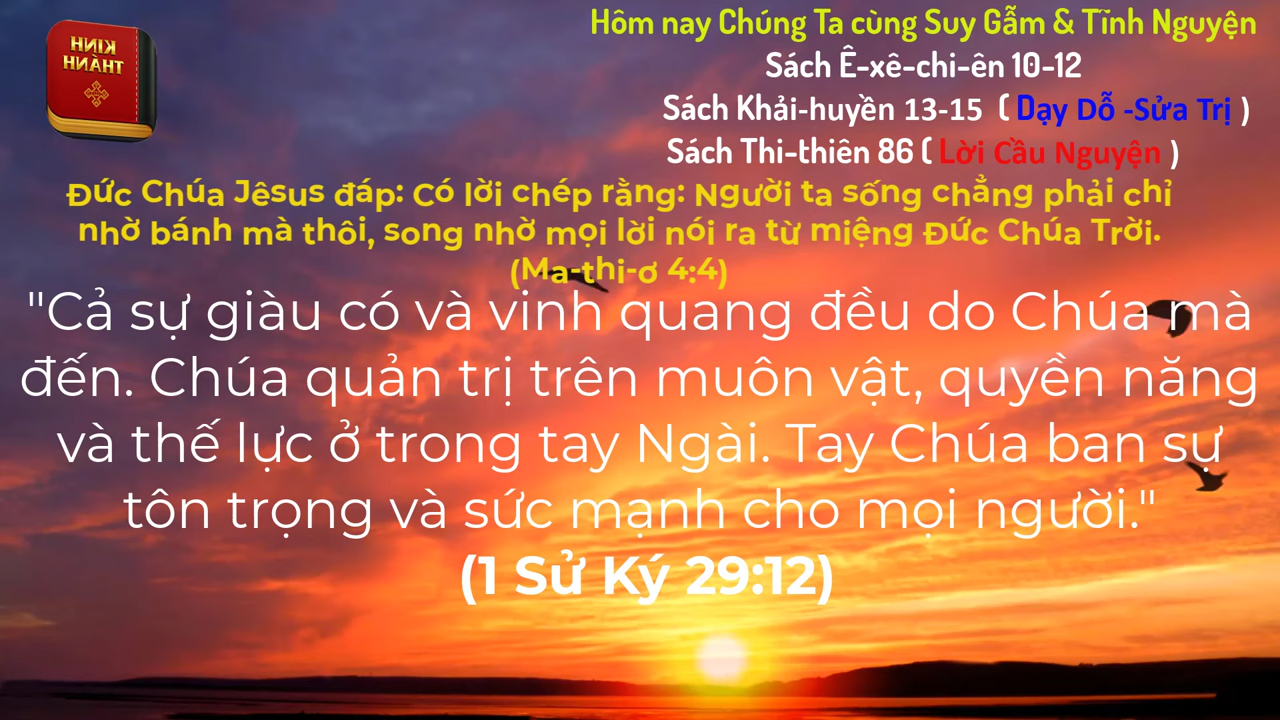 KINH
THÁNH
Hôm nay Chúng Ta cùng Suy Gẫm & Tĩnh Nguyện
Sách Ê-xê-chi-ên 10-12
Sách Khải-huyền 13-15 ( Dạy Dỗ -Sửa Trị )
Sách Thi-thiên 86 ( Lời Cầu Nguyện )
Đức Chúa Jêsus đáp: Có lời chép rằng: Người ta sống chẳng phải chỉ
nhờ bánh mà thôi, song nhờ mọi lời nói ra từ miệng Đức Chúa Trời.
(Ma-thi-ơ 4:4)
"Cả sự giàu có và vinh quang đều do Chúa mà
đến. Chúa quản trị trên muôn vật, quyền năng
và thế lực ở trong tay Ngài. Tay Chúa ban sự
tôn trọng và sức mạnh cho mọi người."
(1 Sử Ký 29:12)